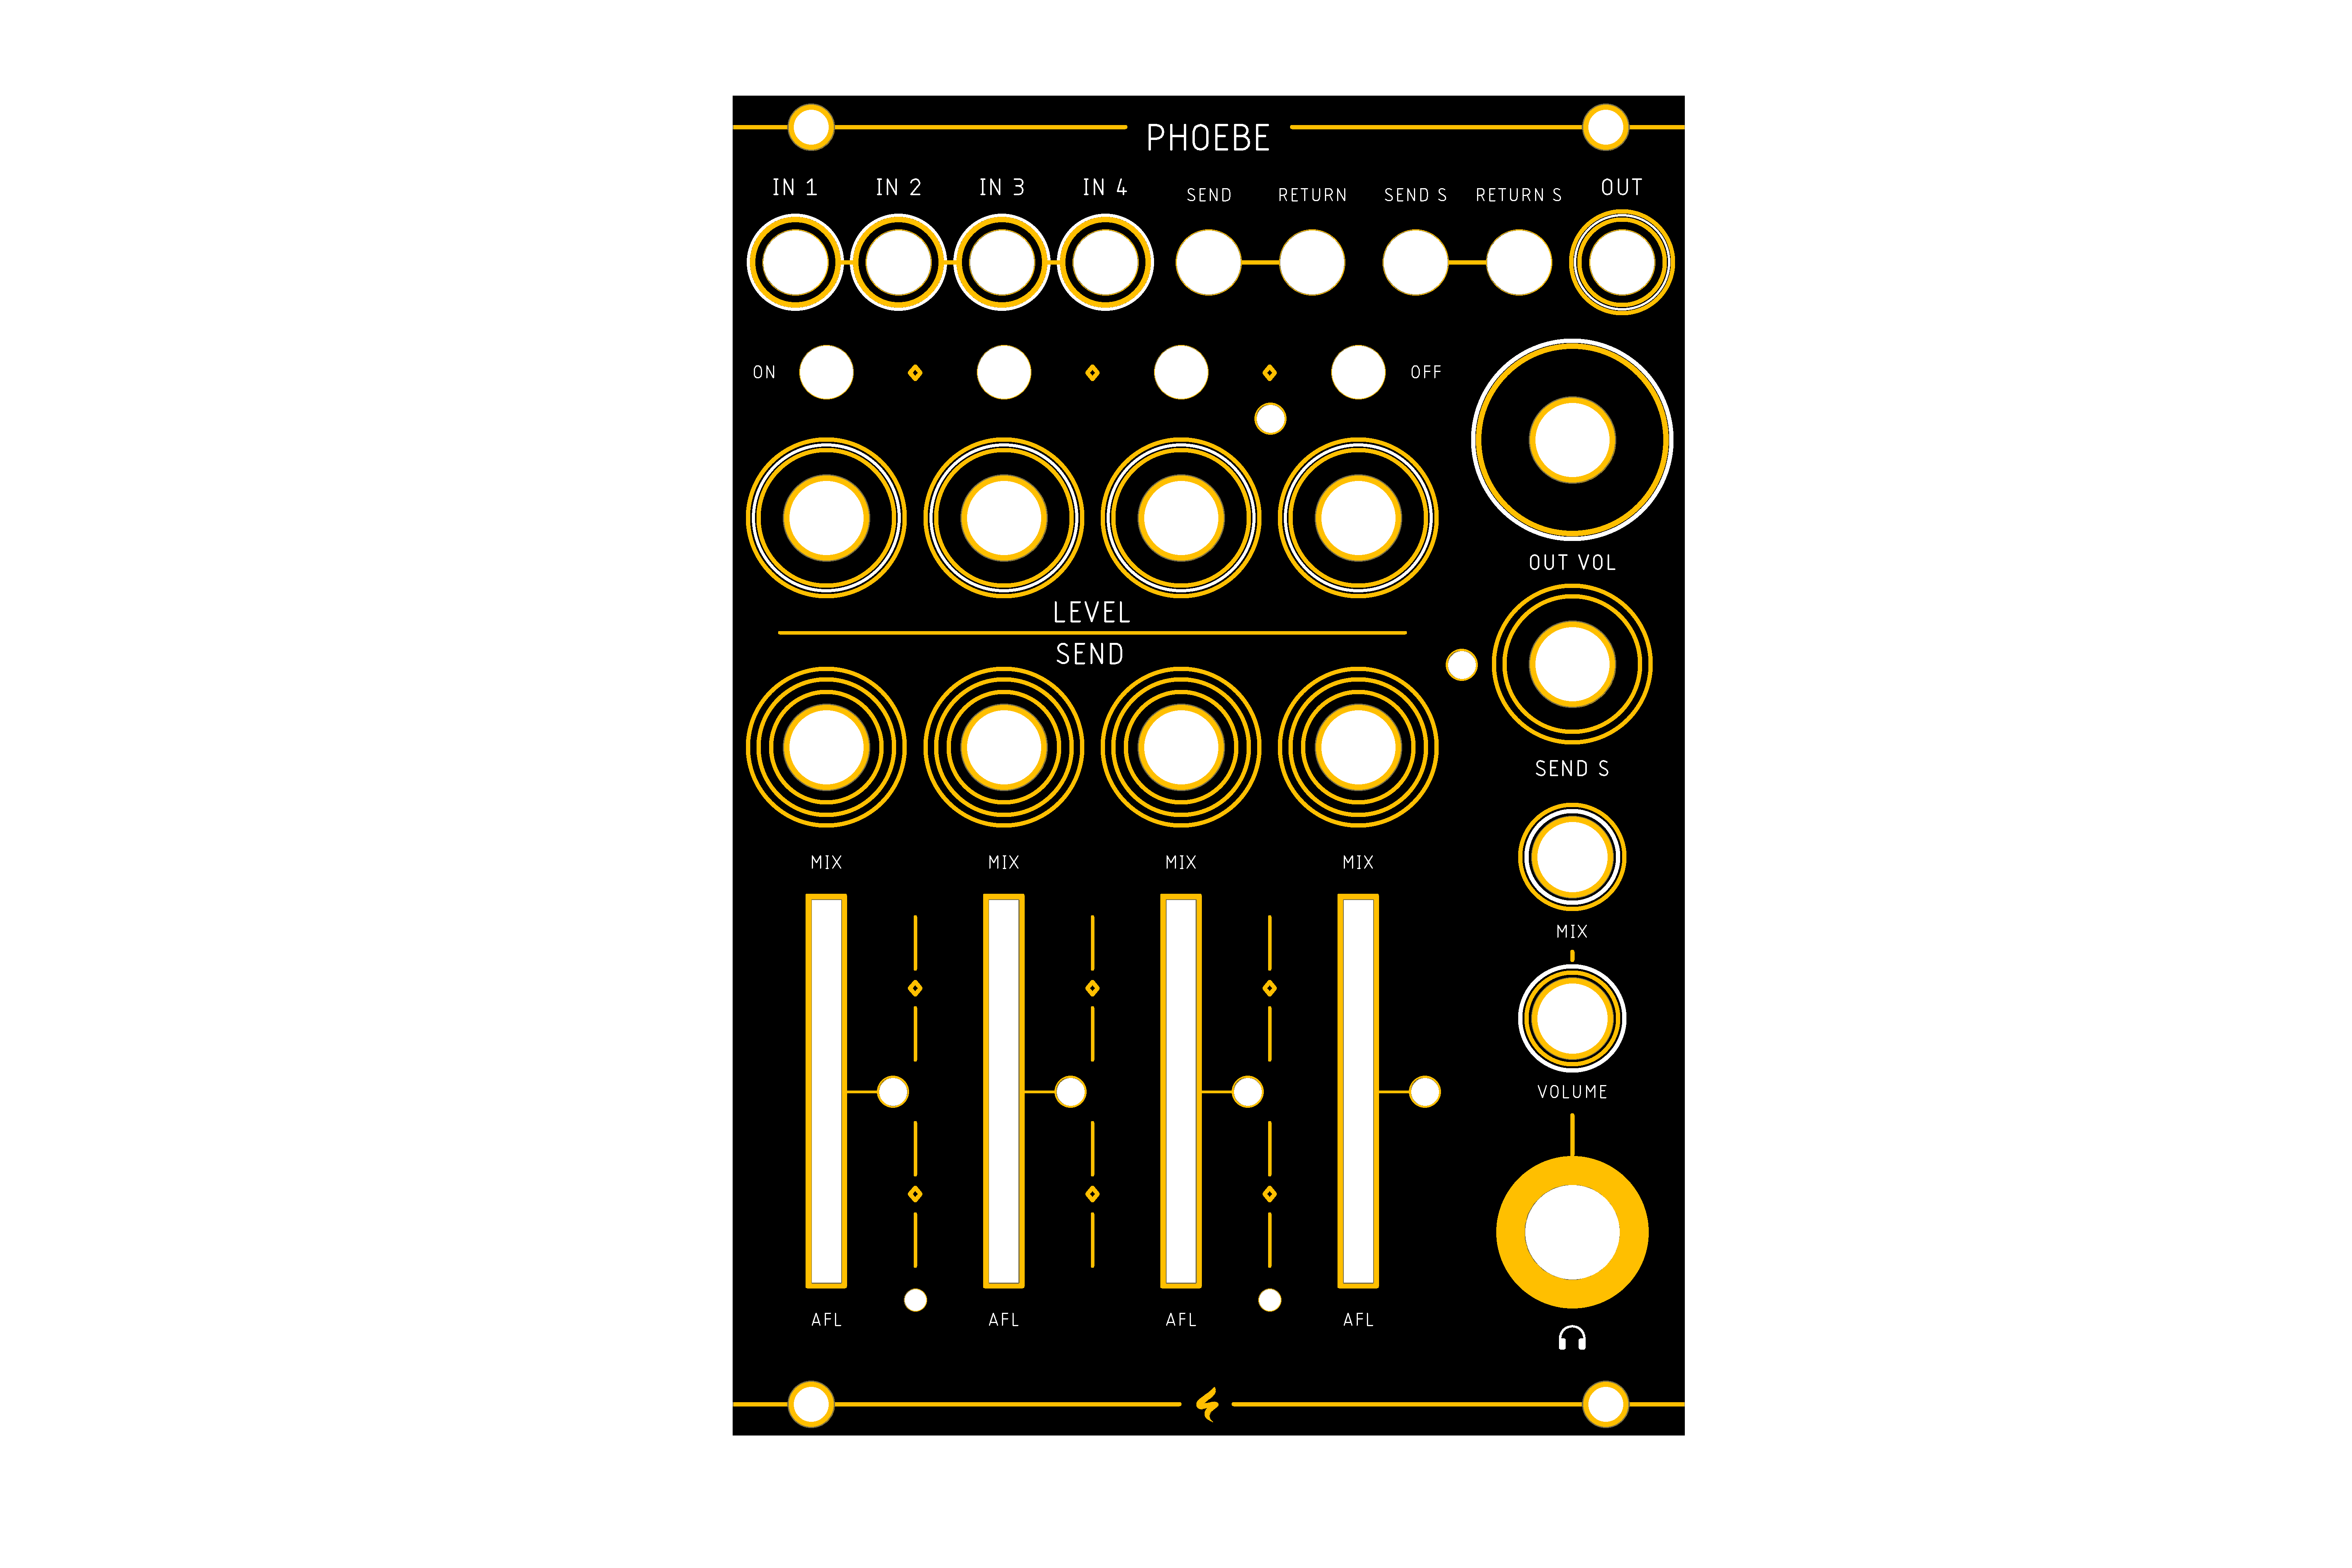 PHOEBE
IN 1 IN 2 IN 3 IN 4 SEND RETURN SEND S RETURN S OUT
ON OFF
OUT VOL
LEVEL
SEND
SEND S
MIX MIX MIX MIX
MIX
VOLUME
AFL AFL AFL AFL